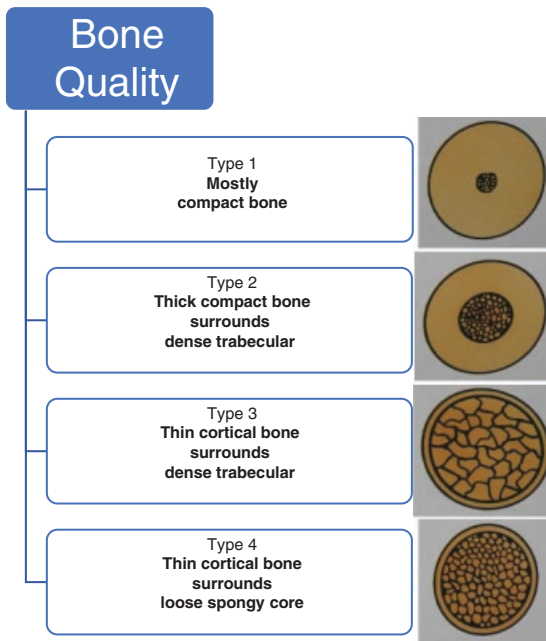 Bone
Quality
Type 1
Mostly
compact bone
Type 2
Thick compact bone
surrounds
dense trabecular
Type 3
Thin cortical bone
surrounds
dense trabecular
Type 4
Thin cortical bone
surrounds
loose spongy core